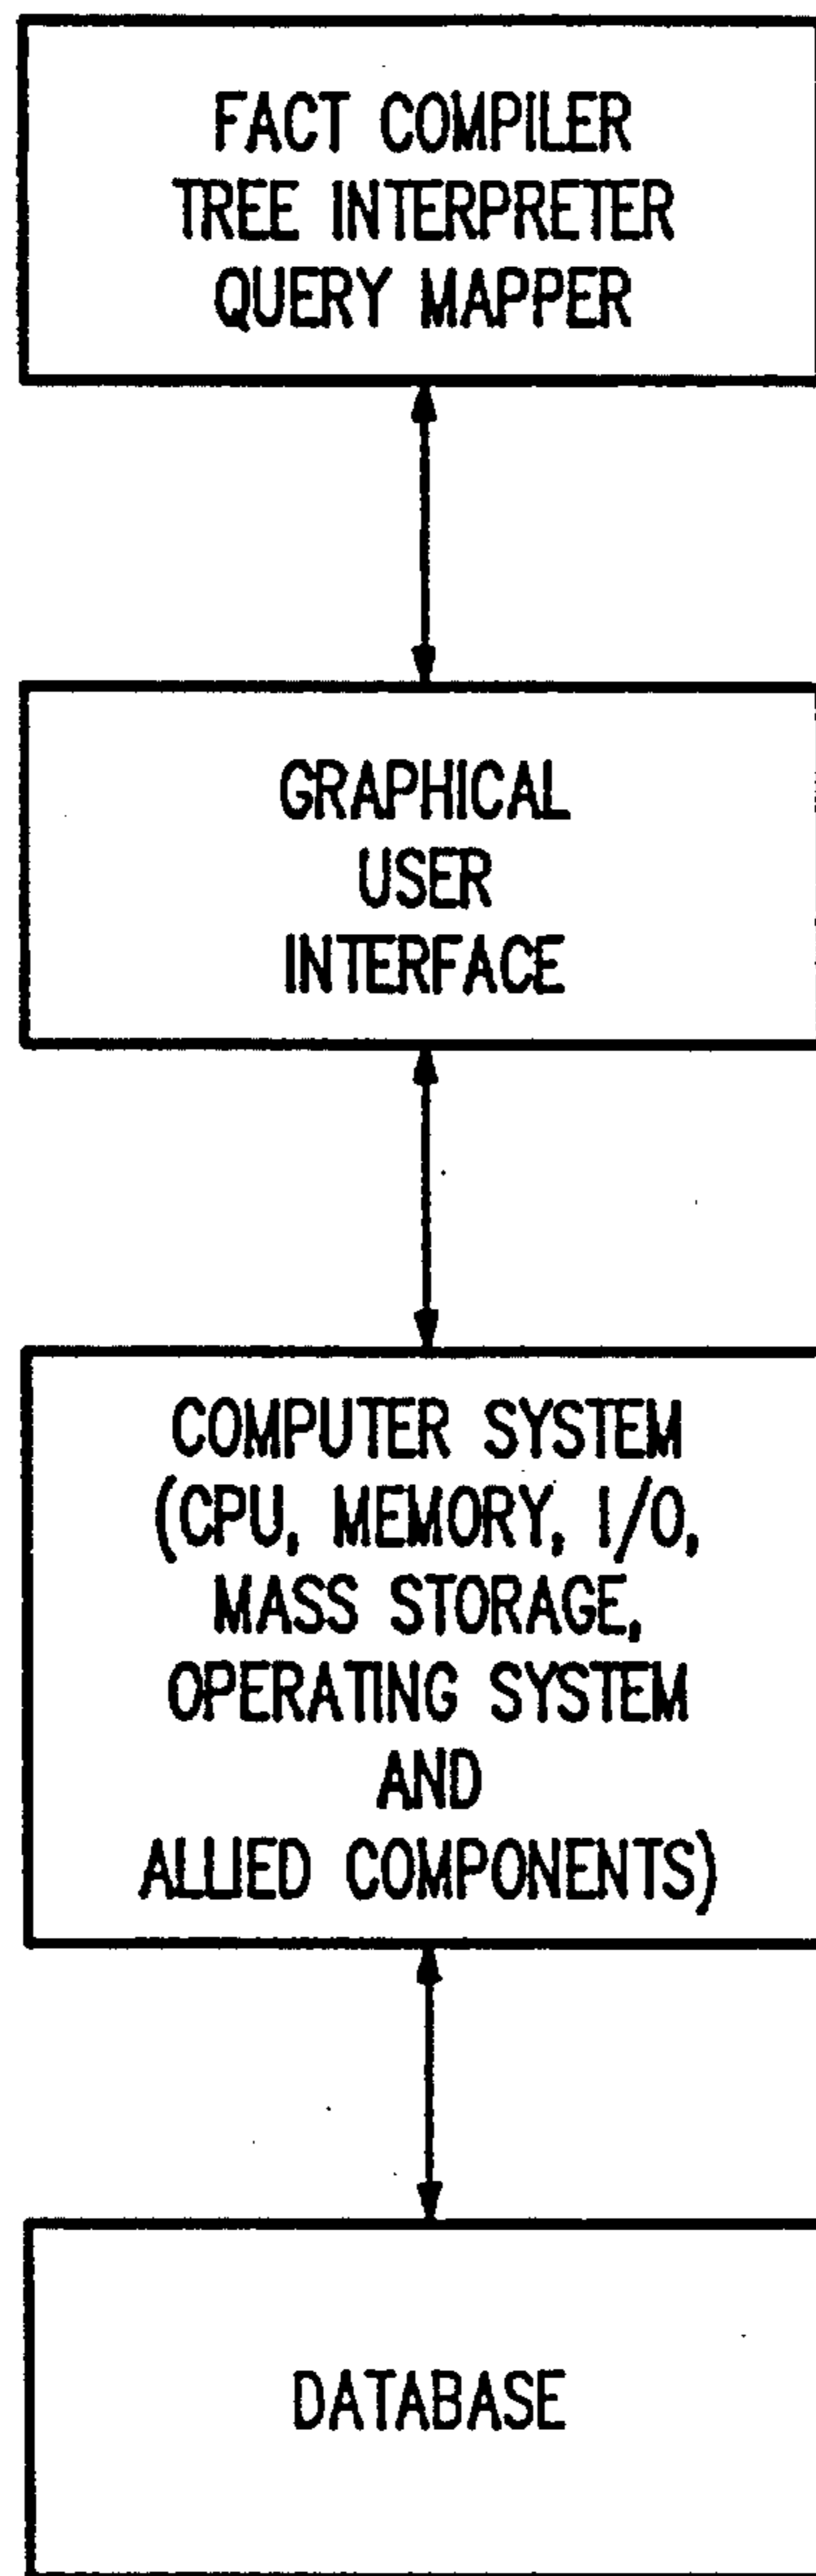 FACT COMPILER
TREE INTERPRETER
QUERY MAPPER
GRAPHICAL
USER
INTERFACE
COMPUTER SYSTEM
(CPU, MEMORY, I/O,
MASS STORAGE,
OPERATING SYSTEM
AND
ALLIED COMPONENTS)
DATABASE